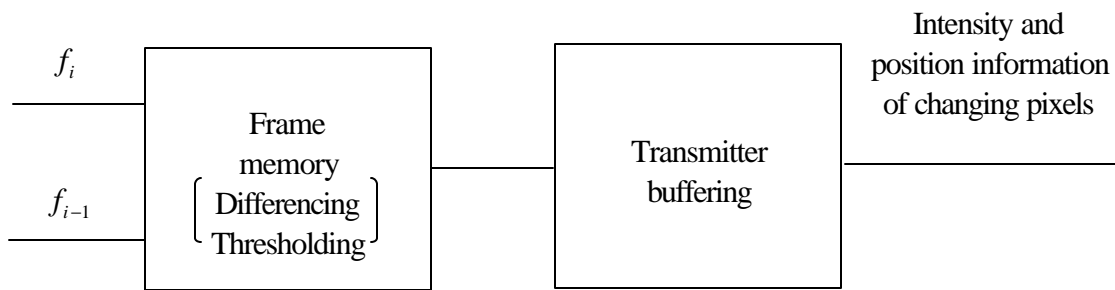 f_i
f_{i-1}
Frame
memory
Differencing
Thresholding
Transmitter
buffering
Intensity and
position information
of changing pixels